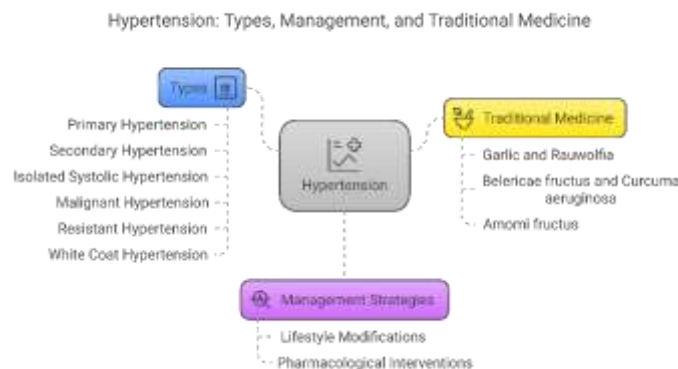 Hypertension: Types, Management, and Traditional Medicine
Types
Primary Hypertension
Secondary Hypertension
Isolated Systolic Hypertension
Malignant Hypertension
Resistant Hypertension
White Coat Hypertension
Hypertension
Traditional Medicine
Garlic and Rauwolfia
Belericae fructus and Curcuma
aeruginosa
Amomi fructus
Management Strategies
Lifestyle Modifications
Pharmacological Interventions